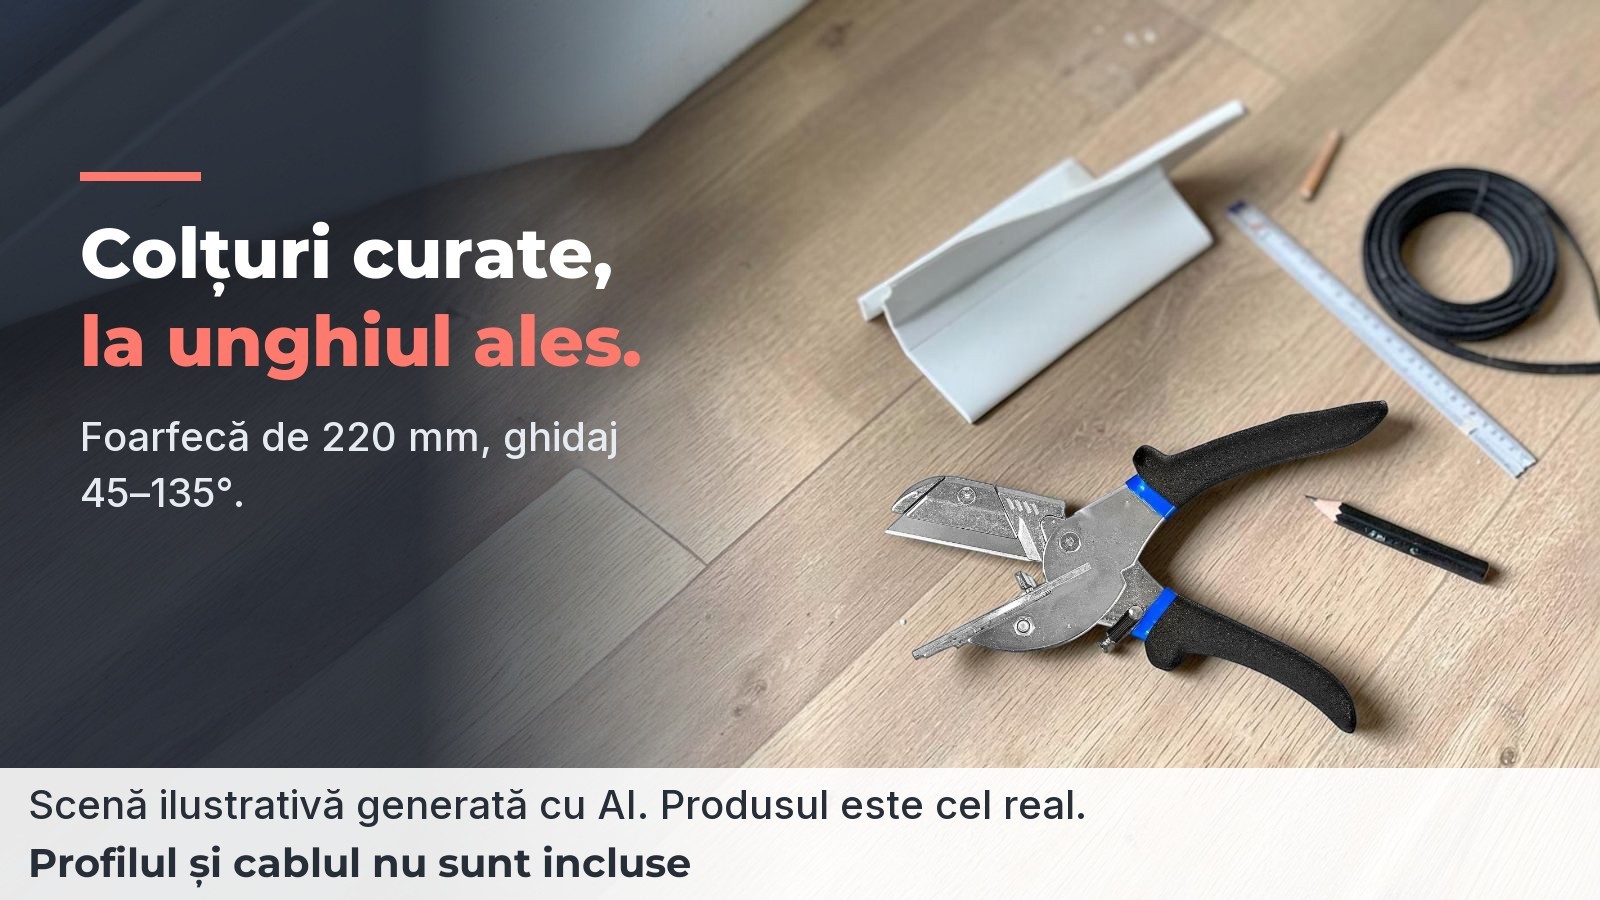 Colțuri curate,
la unghiul ales.
Foarfecă de 220 mm, ghidaj
45–135°.
Scenă ilustrativă generată cu AI. Produsul este cel real.
Profilul și cablul nu sunt incluse